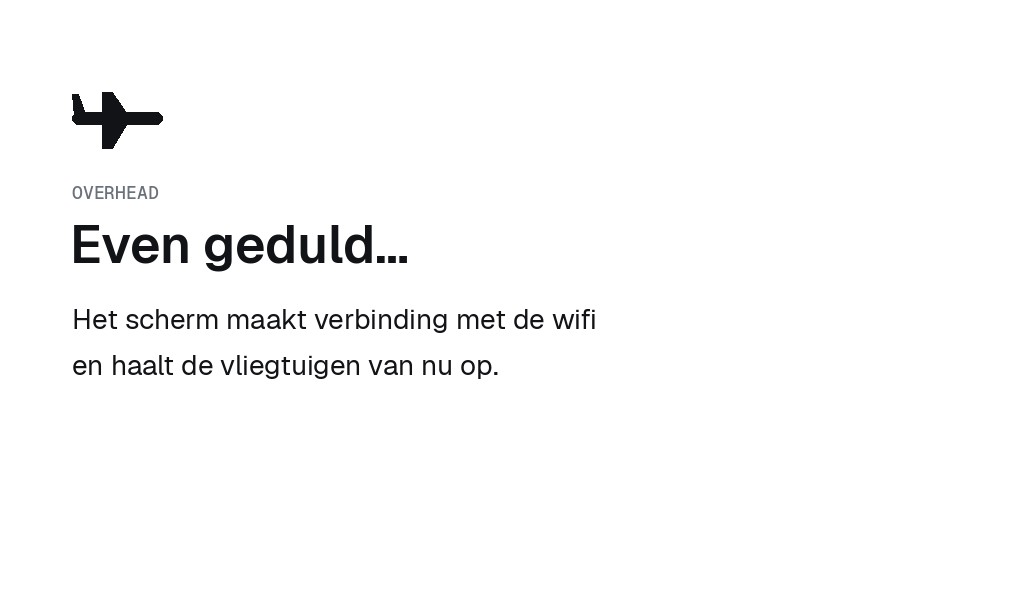 OVERHEAD
Even geduld…
Het scherm maakt verbinding met de wifi
en haalt de vliegtuigen van nu op.